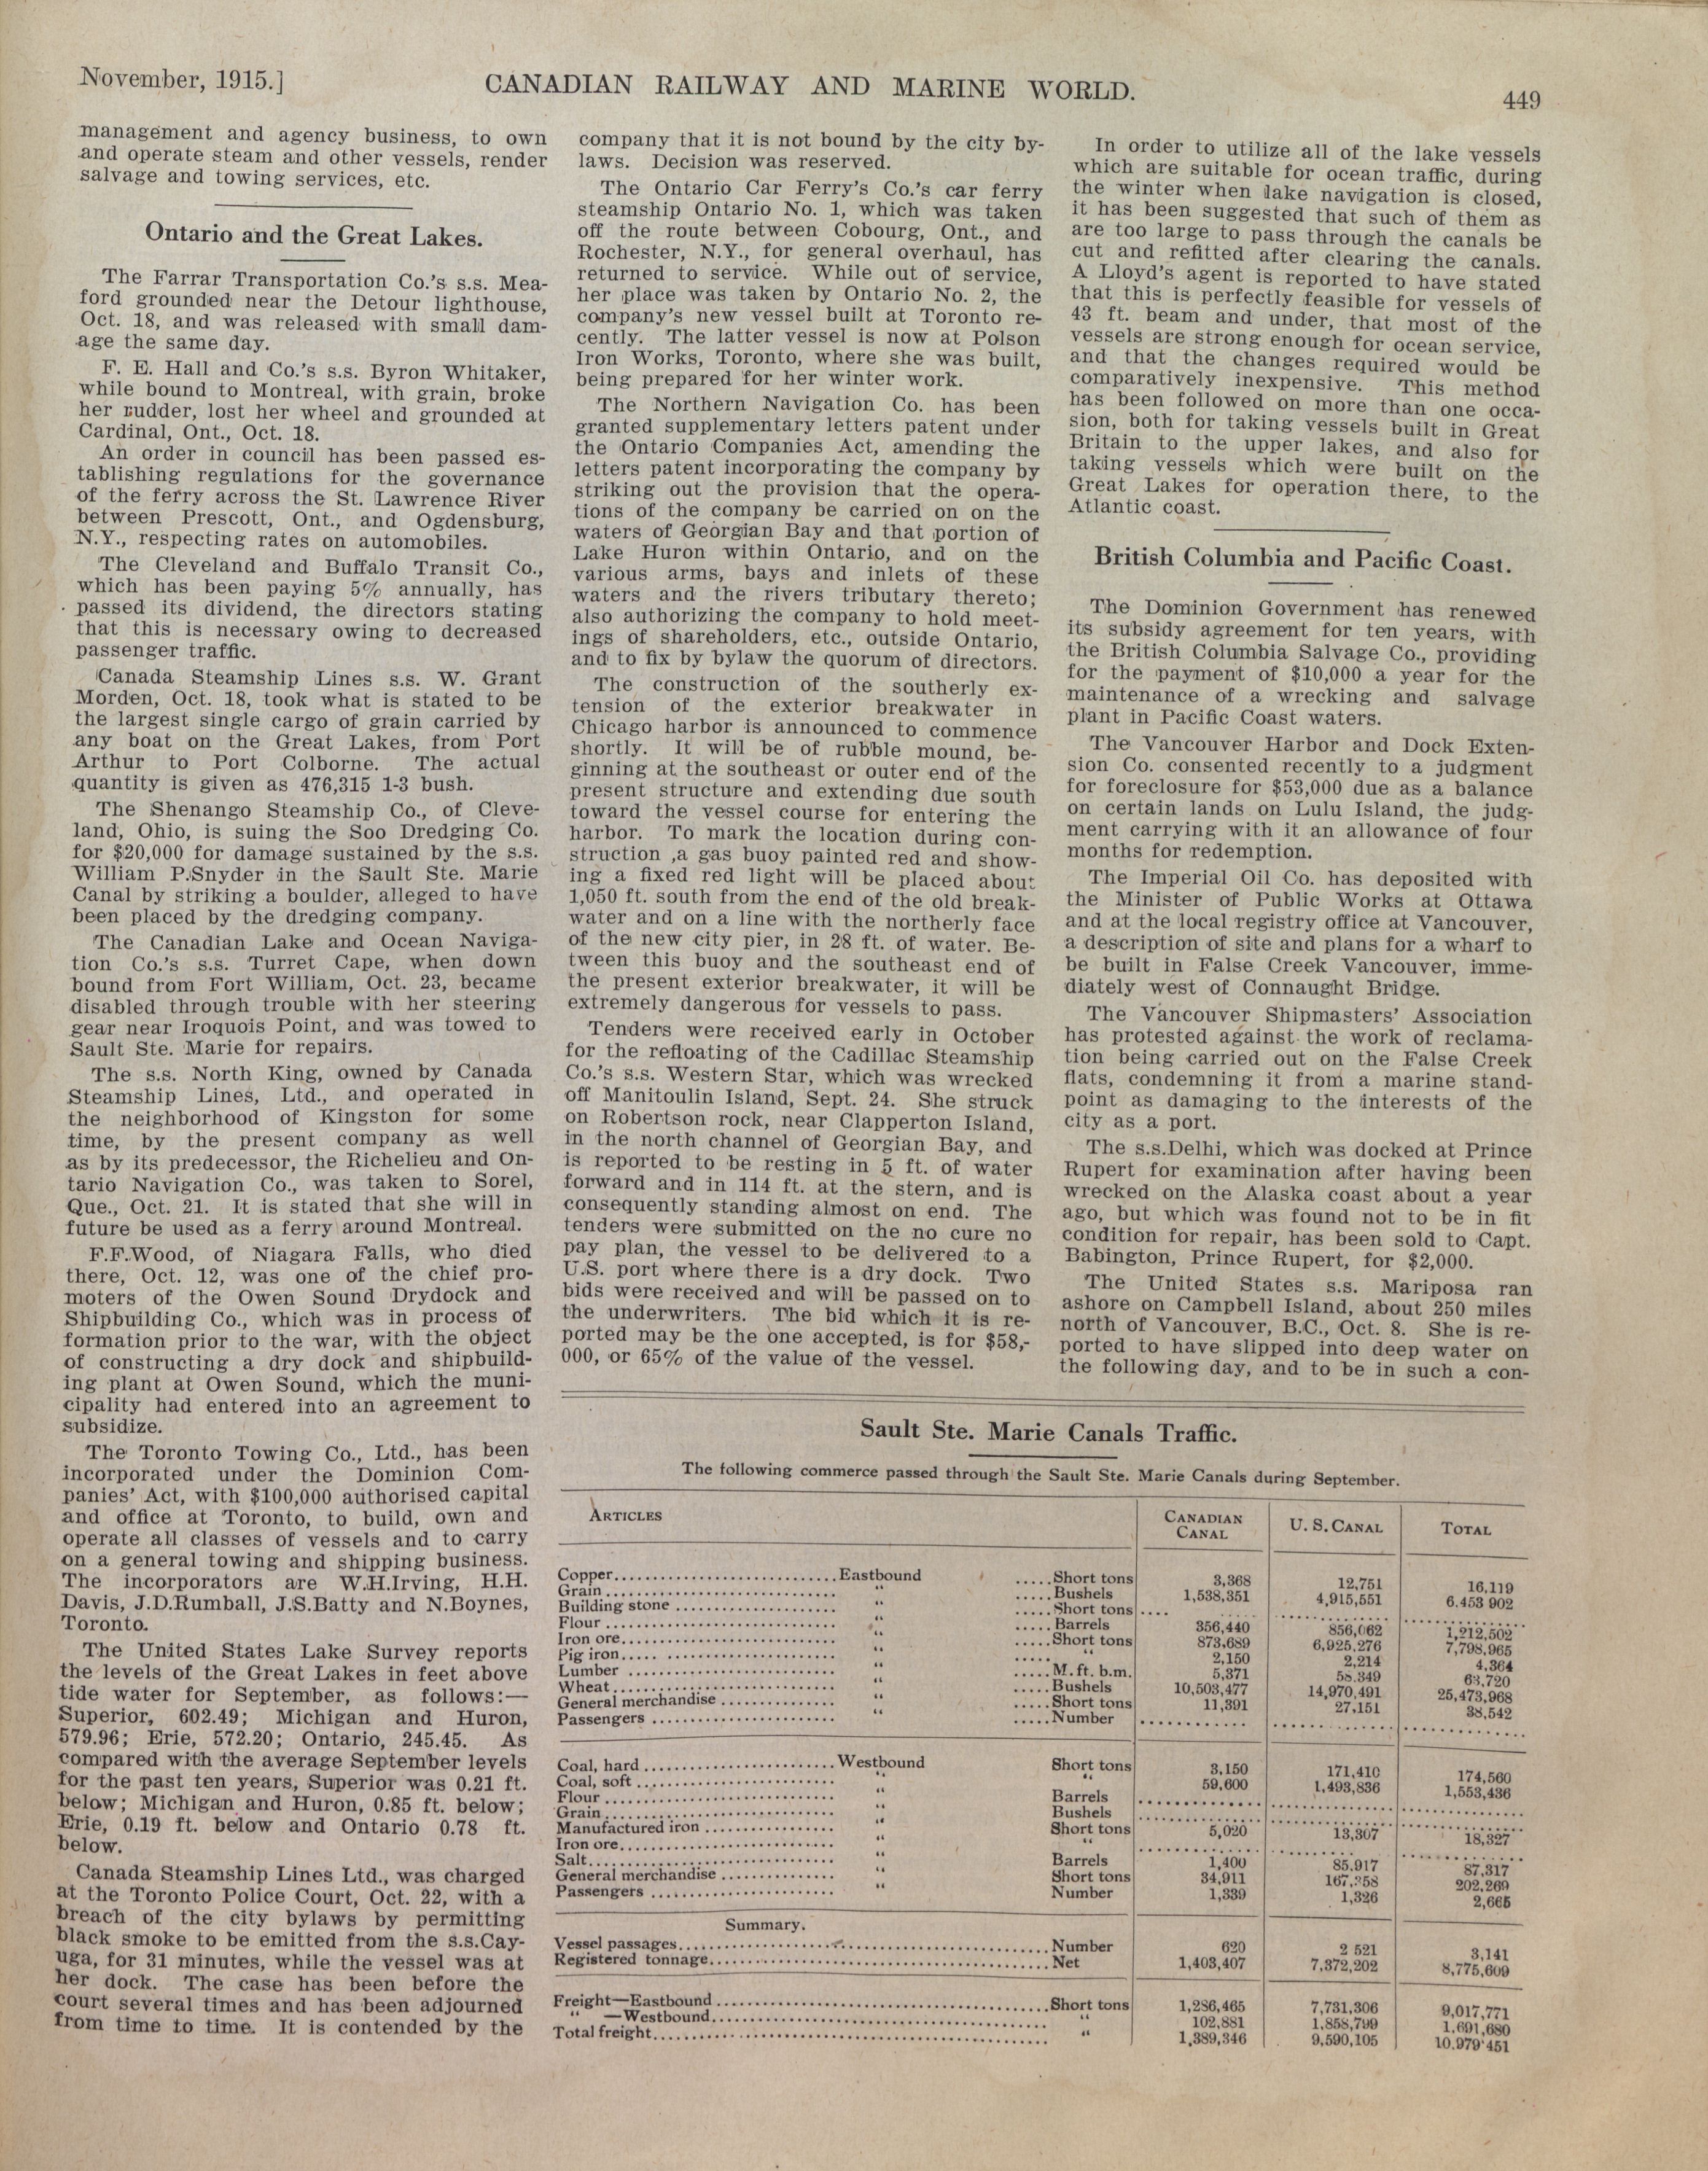 November, 1915.]
CANADIAN RAILWAY AND MARINE WORLD.
449
management and agency business, to own
and operate steam and other vessels, render
salvage and towing services, etc.
Ontario and the Great Lakes.
The Farrar Transportation Co.'s s.s. Mea-
ford grounded near the Detour lighthouse,
Oct. 18, and was released with small dam-
age the same day.
F. E. Hall and Co.'s s.s. Byron Whitaker,
while bound to Montreal, with grain, broke
her rudder, lost her wheel and grounded at
Cardinal, Ont., Oct. 18.
An order in council has been passed es-
tablishing regulations for the governance
of the ferry across the St. Lawrence River
between Prescott, Ont., and Ogdensburg,
N.Y., respecting rates on automobiles.
The Cleveland and Buffalo Transit Co.,
which has been paying 5% annually, has
passed its dividend, the directors stating
that this is necessary owing to decreased
passenger traffic.
Canada Steamship Lines s.s. W. Grant
Morden, Oct. 18, took what is stated to be
the largest single cargo of grain carried by
any boat on the Great Lakes, from Port
Arthur to Port Colborne. The actual
quantity is given as 476,315 1-3 bush.
The Shenango Steamship Co., of Cleve-
land, Ohio, is suing the Soo Dredging Co.
for $20,000 for damage sustained by the s.s.
William P.Snyder in the Sault Ste. Marie
Canal by striking a boulder, alleged to have
been placed by the dredging company.
The Canadian Lake and Ocean Naviga-
tion Co.'s s.s. Turret Cape, when down
bound from Fort William, Oct. 23, became
disabled through trouble with her steering
gear near Iroquois Point, and was towed to
Sault Ste. Marie for repairs.
The s.s. North King, owned by Canada
Steamship Lines, Ltd., and operated in
the neighborhood of Kingston for some
time, by the present company as well
as by its predecessor, the Richelieu and On-
tario Navigation Co., was taken to Sorel,
Que., Oct. 21. It is stated that she will in
future be used as a ferry around Montreal.
F.F.Wood, of Niagara Falls, who died
there, Oct. 12, was one of the chief pro-
moters of the Owen Sound Drydock and
Shipbuilding Co., which was in process of
formation prior to the war, with the object
of constructing a dry dock and shipbuild-
ing plant at Owen Sound, which the muni-
cipality had entered into an agreement to
subsidize.
The Toronto Towing Co., Ltd., has been
incorporated under the Dominion Com-
panies' Act, with $100,000 authorised capital
and office at Toronto, to build, own and
operate all classes of vessels and to carry
on a general towing and shipping business.
The incorporators are W.H.Irving, H.H.
Davis, J.D.Rumball, J.S.Batty and N.Boynes,
Toronto.
The United States Lake Survey reports
the levels of the Great Lakes in feet above
tide water for September, as follows:—
Superior, 602.49; Michigan and Huron,
579.96; Erie, 572.20; Ontario, 245.45. As
compared with the average September levels
for the past ten years, Superior was 0.21 ft.
below; Michigan and Huron, 0.85 ft. below;
Erie, 0.19 ft. below and Ontario 0.78 ft.
below.
Canada Steamship Lines Ltd., was charged
at the Toronto Police Court, Oct. 22, with a
breach of the city bylaws by permitting
black smoke to be emitted from the s.s.Cay-
uga, for 31 minutes, while the vessel was at
her dock. The case has been before the
court several times and has been adjourned
from time to time. It is contended by the
company that it is not bound by the city by-
laws. Decision was reserved.
The Ontario Car Ferry's Co.'s car ferry
steamship Ontario No. 1, which was taken
off the route between Cobourg, Ont., and
Rochester, N.Y., for general overhaul, has
returned to service. While out of service,
her place was taken by Ontario No. 2, the
company's new vessel built at Toronto re-
cently. The latter vessel is now at Polson
Iron Works, Toronto, where she was built,
being prepared for her winter work.
The Northern Navigation Co. has been
granted supplementary letters patent under
the Ontario Companies Act, amending the
letters patent incorporating the company by
striking out the provision that the opera-
tions of the company be carried on on the
waters of Georgian Bay and that portion of
Lake Huron within Ontario, and on the
various arms, bays and inlets of these
waters and the rivers tributary thereto;
also authorizing the company to hold meet-
ings of shareholders, etc., outside Ontario,
and to fix by bylaw the quorum of directors.
The construction of the southerly ex-
tension of the exterior breakwater in
Chicago harbor is announced to commence
shortly. It will be of rubble mound, be-
ginning at the southeast or outer end of the
present structure and extending due south
toward the vessel course for entering the
harbor. To mark the location during con-
struction ,a gas buoy painted red and show-
ing a fixed red light will be placed about
1,050 ft. south from the end of the old break-
water and on a line with the northerly face
of the new city pier, in 28 ft. of water. Be-
tween this buoy and the southeast end of
the present exterior breakwater, it will be
extremely dangerous for vessels to pass.
Tenders were received early in October
for the refloating of the Cadillac Steamship
Co.'s s.s. Western Star, which was wrecked
off Manitoulin Island, Sept. 24. She struck
on Robertson rock, near Clapperton Island,
in the north channel of Georgian Bay, and
is reported to be resting in 5 ft. of water
forward and in 114 ft. at the stern, and is
consequently standing almost on end. The
tenders were submitted on the no cure no
pay plan, the vessel to be delivered to a
U.S. port where there is a dry dock. Two
bids were received and will be passed on to
the underwriters. The bid which it is re-
ported may be the one accepted, is for $58,-
000, or 65% of the value of the vessel.
In order to utilize all of the lake vessels
which are suitable for ocean traffic, during
the winter when lake navigation is closed,
it has been suggested that such of them as
are too large to pass through the canals be
cut and refitted after clearing the canals.
A Lloyd's agent is reported to have stated
that this is perfectly feasible for vessels of
43 ft. beam and under, that most of the
vessels are strong enough for ocean service,
and that the changes required would be
comparatively inexpensive. This method
has been followed on more than one occa-
sion, both for taking vessels built in Great
Britain to the upper lakes, and also for
taking vessels which were built on the
Great Lakes for operation there, to the
Atlantic coast.
British Columbia and Pacific Coast.
The Dominion Government has renewed
its subsidy agreement for ten years, with
the British Columbia Salvage Co., providing
for the payment of $10,000 a year for the
maintenance of a wrecking and salvage
plant in Pacific Coast waters.
The Vancouver Harbor and Dock Exten-
sion Co. consented recently to a judgment
for foreclosure for $53,000 due as a balance
on certain lands on Lulu Island, the judg-
ment carrying with it an allowance of four
months for redemption.
The Imperial Oil Co. has deposited with
the Minister of Public Works at Ottawa
and at the local registry office at Vancouver,
a description of site and plans for a wharf to
be built in False Creek Vancouver, imme-
diately west of Connaught Bridge.
The Vancouver Shipmasters' Association
has protested against the work of reclama-
tion being carried out on the False Creek
flats, condemning it from a marine stand-
point as damaging to the interests of the
city as a port.
The s.s.Delhi, which was docked at Prince
Rupert for examination after having been
wrecked on the Alaska coast about a year
ago, but which was found not to be in fit
condition for repair, has been sold to Capt.
Babington, Prince Rupert, for $2,000.
The United States s.s. Mariposa ran
ashore on Campbell Island, about 250 miles
north of Vancouver, B.C., Oct. 8. She is re-
ported to have slipped into deep water on
the following day, and to be in such a con-
Sault Ste. Marie Canals Traffic.
The following commerce passed through the Sault Ste. Marie Canals during September.
ARTICLES CANADIAN CANAL U. S. CANAL TOTAL
Copper Eastbound Short tons 3,368 12,751 16,119
Grain " Bushels 1,538,351 4,915,551 6.453 902
Building stone " Short tons
Flour " Barrels 356,440 856,062 1,212,502
Iron ore " Short tons 873,689 6,925,276 7,798,965
Pig iron " " 2,150 2,214 4,364
Lumber " M. ft. b.m. 5,371 58,349 63,720
Wheat " Bushels 10,503,477 14,970,491 25,473,968
General merchandise " Short tons 11,391 27,151 38,542
Passengers " Number
Coal, hard Westbound Short tons 3,150 171,410 174,560
Coal, soft " " 59,600 1,493,836 1,553,436
Flour " Barrels
Grain " Bushels
Manufactured iron " Short tons 5,020 13,307 18,327
Iron ore " "
Salt " Barrels 1,400 85.917 87,317
General merchandise " Short tons 34,911 167,358 202,269
Passengers " Number 1,339 1,326 2,665
Summary.
Vessel passages Number 620 2 521 3,141
Registered tonnage Net 1,403,407 7,372,202 8,775,609
Freight—Eastbound Short tons 1,286,465 7,731,306 9,017,771
" —Westbound " 102,881 1,858,799 1,691,680
Total freight " 1,389,346 9,590,105 10.979'451